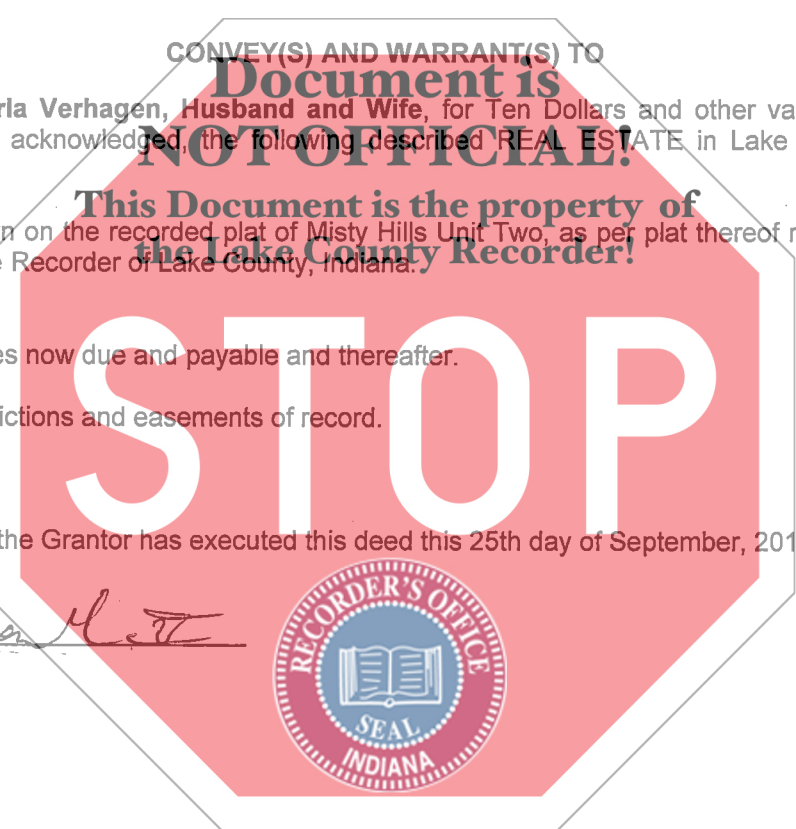 CONVEY(S) AND WARRANT(S) TO
Document is
rla Verhagen, Husband and Wife, for Ten Dollars and other va
NOT OFFICIAL!
acknowledged, the following described REAL ESTATE in Lake
This Document is the property of
n on the recorded plat of Misty Hills Unit Two, as per plat thereof r
the Lake County Recorder!
e Recorder of Lake County, Indiana.
STOP
es now due and payable and thereafter.
ictions and easements of record.
the Grantor has executed this deed this 25th day of September, 201
RECORDER'S OFFICE
SEAL
INDIANA